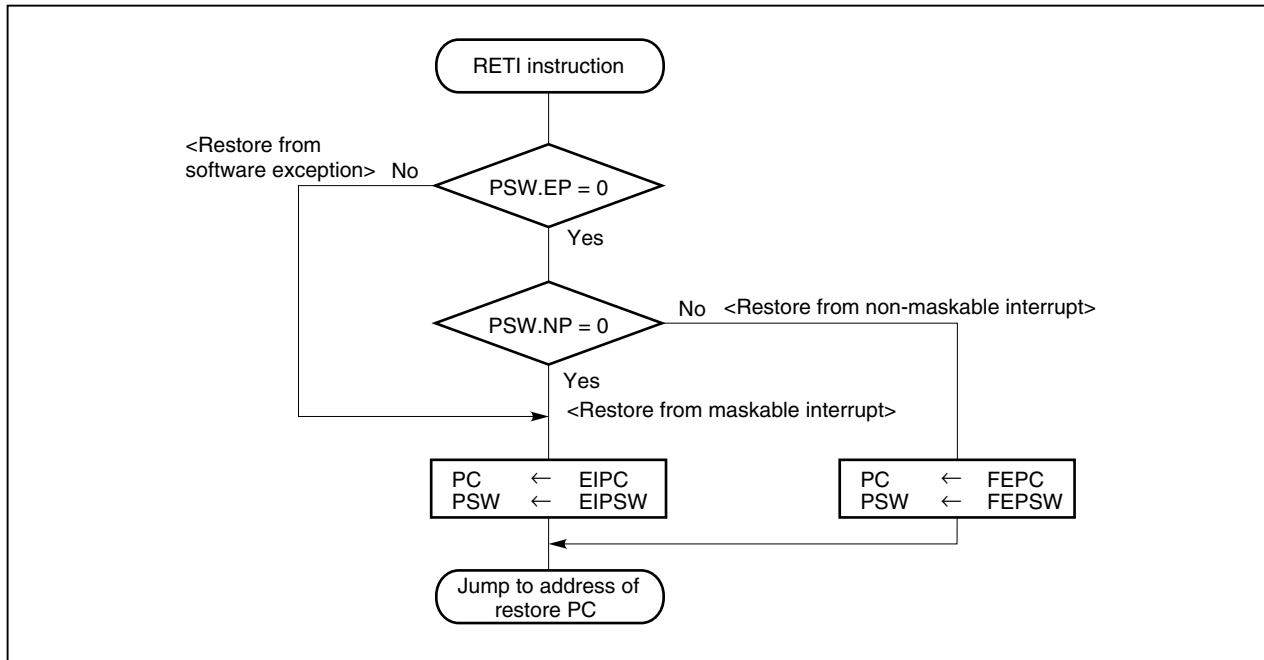 RETI instruction
<Restore from
software exception> No
PSW.EP = 0
Yes
No <Restore from non-maskable interrupt>
PSW.NP = 0
Yes
<Restore from maskable interrupt>
PC ← EIPC
PSW ← EIPSW
PC ← FEPC
PSW ← FEPSW
Jump to address of
restore PC